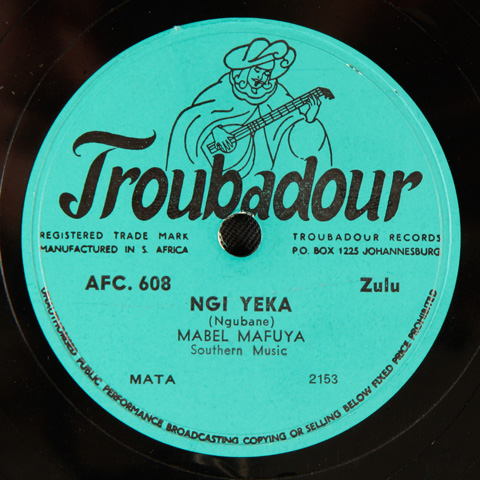 Troubadour
REGISTERED TRADE MARK
MANUFACTURED IN S. AFRICA
TROUBADOUR RECORDS
P.O. BOX 1225 JOHANNESBURG
AFC. 608
Zulu
NGI YEKA
(Ngubane)
MABEL MAFUYA
Southern Music
MATA
2153
UNAUTHORISED PUBLIC PERFORMANCE BROADCASTING COPYING OR SELLING BELOW FIXED PRICE PROHIBITED